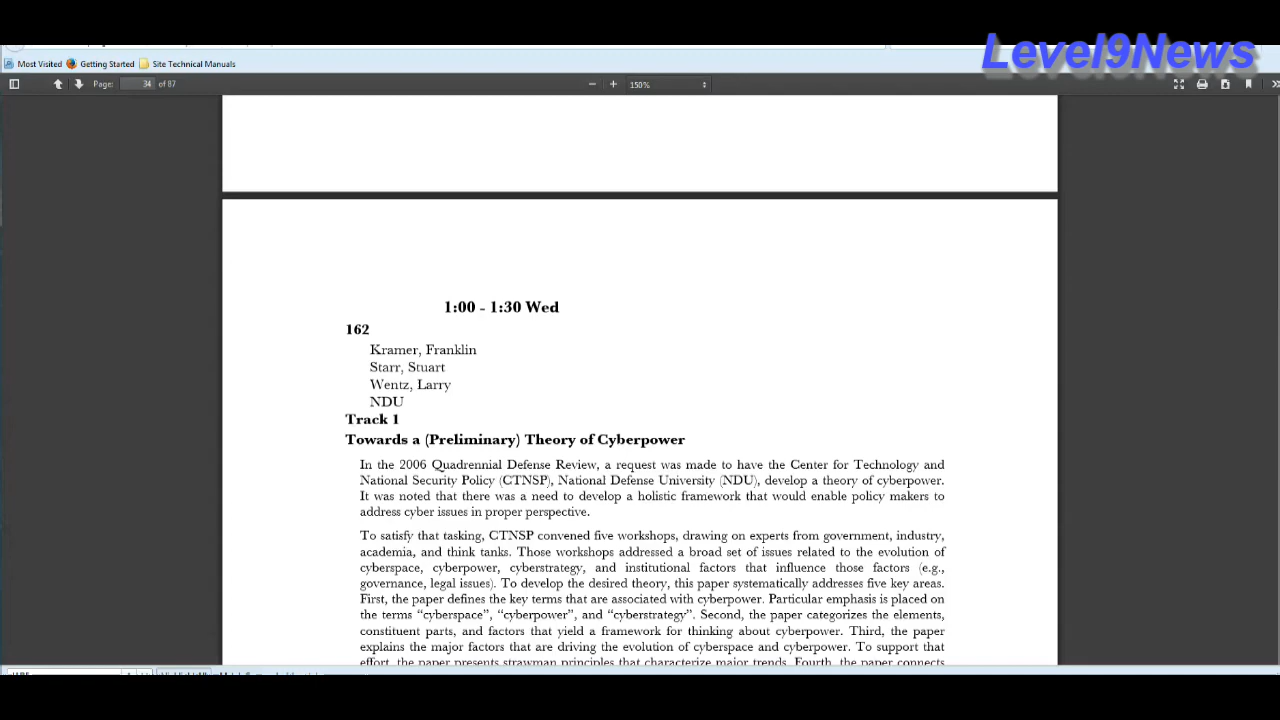 Level9News
Most Visited Getting Started Site Technical Manuals
Page: 34 of 87 150%
1:00 - 1:30 Wed
162
Kramer, Franklin
Starr, Stuart
Wentz, Larry
NDU
Track 1
Towards a (Preliminary) Theory of Cyberpower
In the 2006 Quadrennial Defense Review, a request was made to have the Center for Technology and
National Security Policy (CTNSP), National Defense University (NDU), develop a theory of cyberpower.
It was noted that there was a need to develop a holistic framework that would enable policy makers to
address cyber issues in proper perspective.
To satisfy that tasking, CTNSP convened five workshops, drawing on experts from government, industry,
academia, and think tanks. Those workshops addressed a broad set of issues related to the evolution of
cyberspace, cyberpower, cyberstrategy, and institutional factors that influence those factors (e.g.,
governance, legal issues). To develop the desired theory, this paper systematically addresses five key areas.
First, the paper defines the key terms that are associated with cyberpower. Particular emphasis is placed on
the terms “cyberspace”, “cyberpower”, and “cyberstrategy”. Second, the paper categorizes the elements,
constituent parts, and factors that yield a framework for thinking about cyberpower. Third, the paper
explains the major factors that are driving the evolution of cyberspace and cyberpower. To support that
effort, the paper presents strawman principles that characterize major trends. Fourth, the paper connects